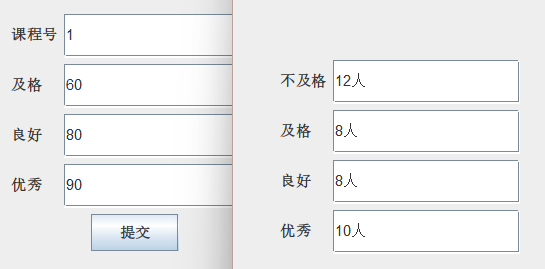 课程号 1
及格 60
良好 80
优秀 90
提交
不及格 12人
及格 8人
良好 8人
优秀 10人